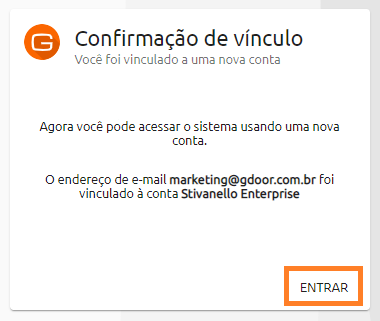 G
Confirmação de vínculo
Você foi vinculado a uma nova conta
Agora você pode acessar o sistema usando uma nova
conta.
O endereço de e-mail marketing@gdoor.com.br foi
vinculado à conta Stivanello Enterprise
ENTRAR